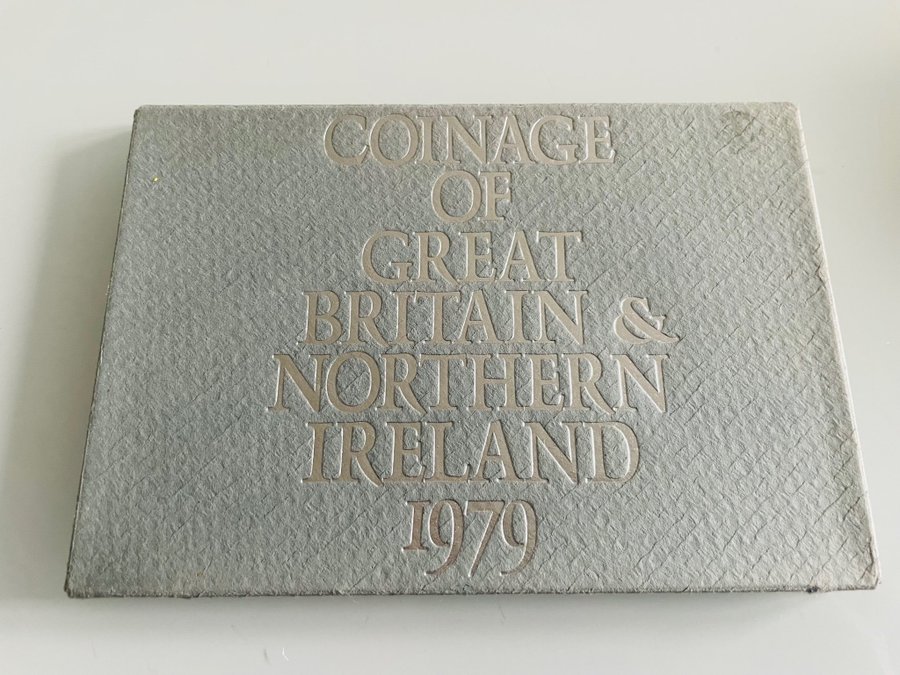 COINAGE
OF
GREAT
BRITAIN &
NORTHERN
IRELAND
1979